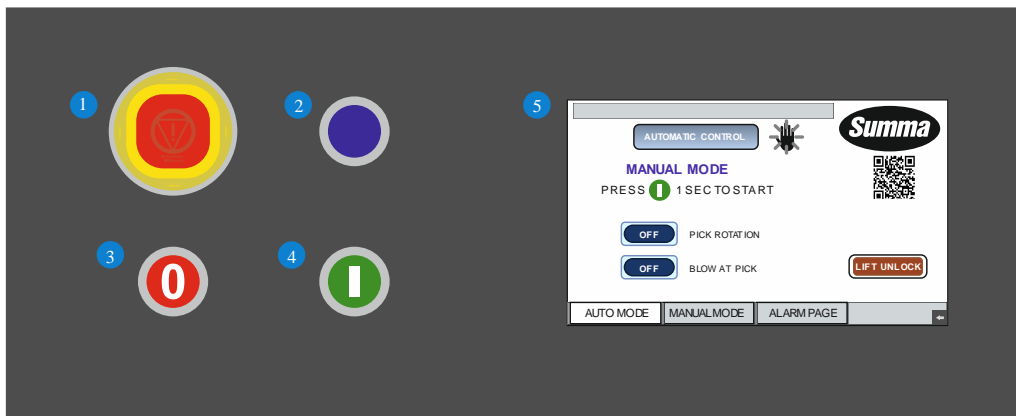 1
2
5
AUTOMATIC CONTROL
Summa
MANUAL MODE
PRESS I 1 SEC TO START
OFF PICK ROTATION
3
0
4
I
OFF BLOW AT PICK
LIFT UNLOCK
AUTO MODE MANUAL MODE ALARM PAGE